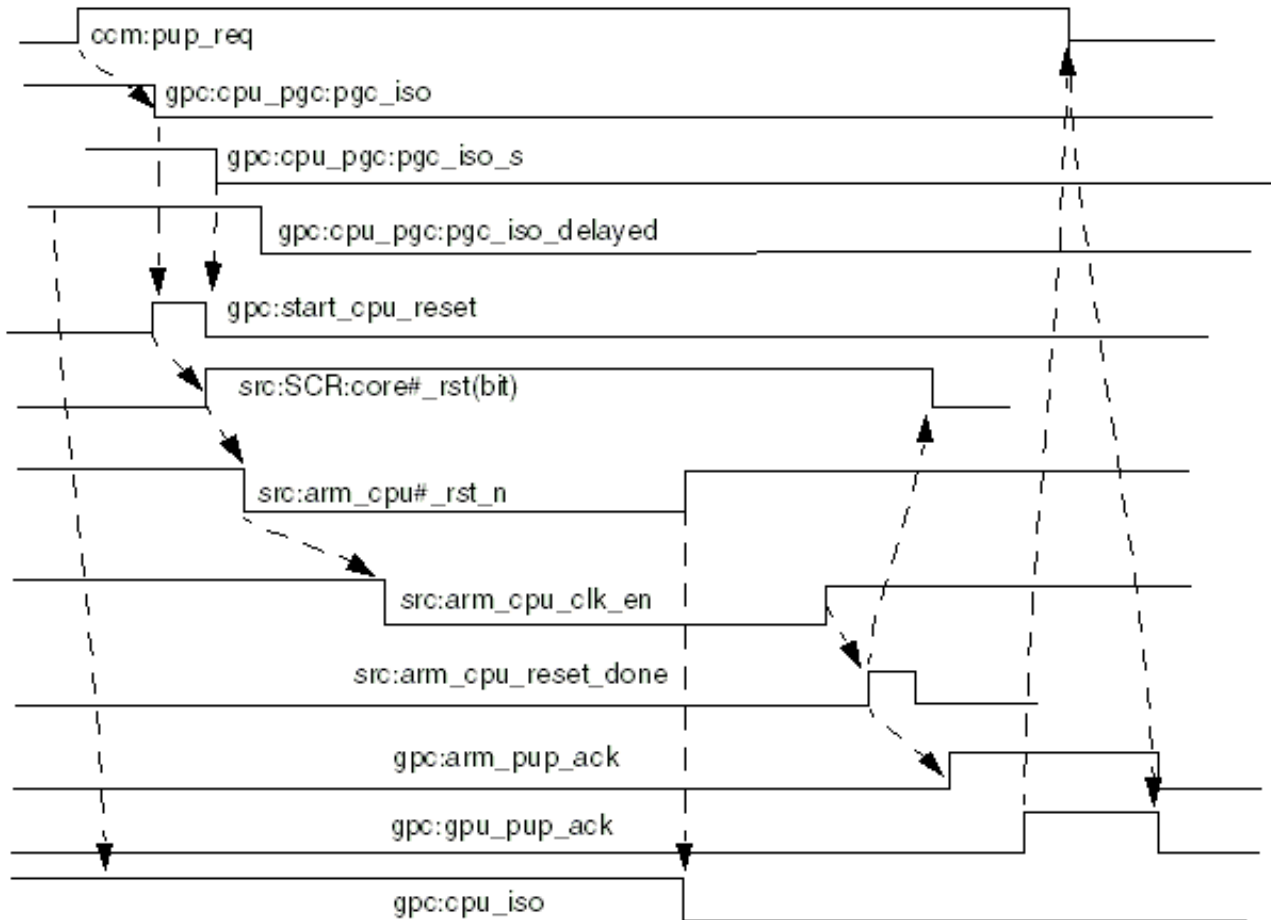 ccm:pup_req
gpc:cpu_pgc:pgc_iso
gpc:cpu_pgc:pgc_iso_s
gpc:cpu_pgc:pgc_iso_delayed
gpc:start_cpu_reset
src:SCR:core#_rst(bit)
src:arm_cpu#_rst_n
src:arm_cpu_clk_en
src:arm_cpu_reset_done
gpc:arm_pup_ack
gpc:gpu_pup_ack
gpc:cpu_iso